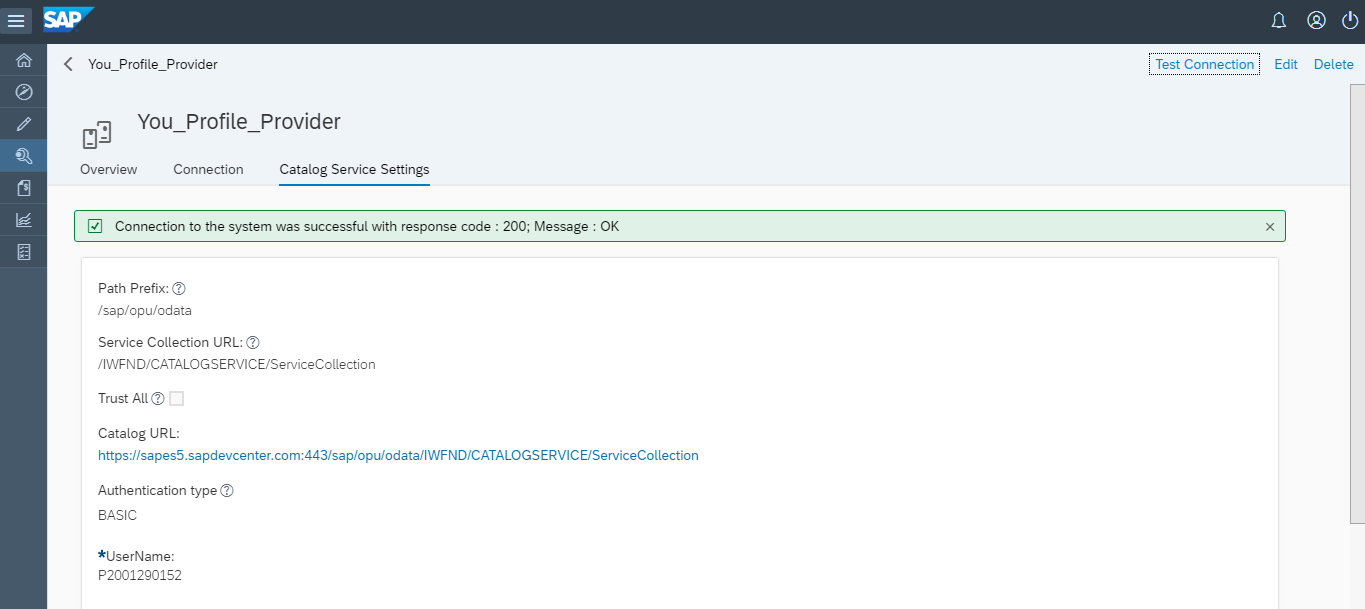 SAP
You_Profile_Provider
Test Connection Edit Delete
You_Profile_Provider
Overview Connection Catalog Service Settings
Connection to the system was successful with response code : 200; Message : OK
Path Prefix:
/sap/opu/odata
Service Collection URL:
/IWFND/CATALOGSERVICE/ServiceCollection
Trust All
Catalog URL:
https://sapes5.sapdevcenter.com:443/sap/opu/odata/IWFND/CATALOGSERVICE/ServiceCollection
Authentication type
BASIC
*UserName:
P2001290152